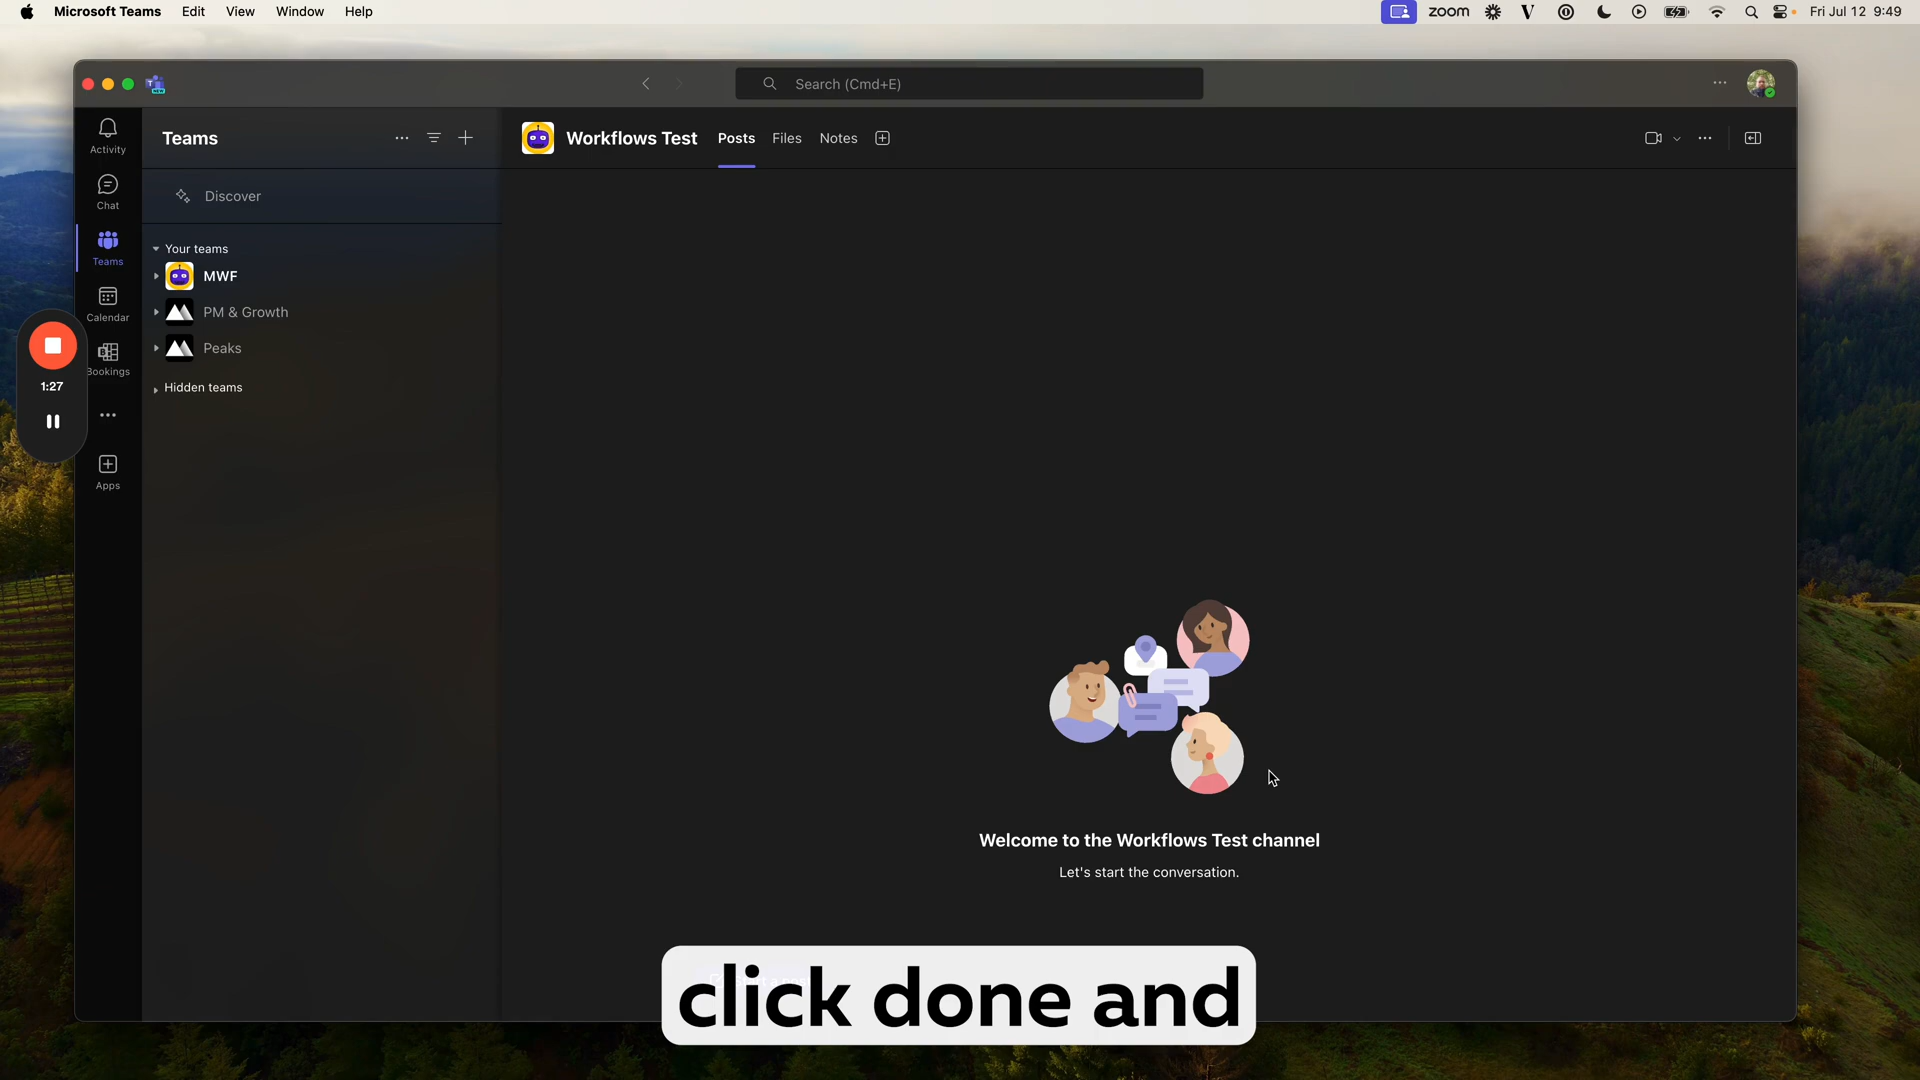 Microsoft Teams Edit View Window Help
zoom
Fri Jul 12 9:49
Search (Cmd+E)
Activity
Chat
Teams
Calendar
Bookings
Apps
1:27
Teams
Discover
Your teams
MWF
PM & Growth
Peaks
Hidden teams
Workflows Test Posts Files Notes
Welcome to the Workflows Test channel
Let's start the conversation.
click done and